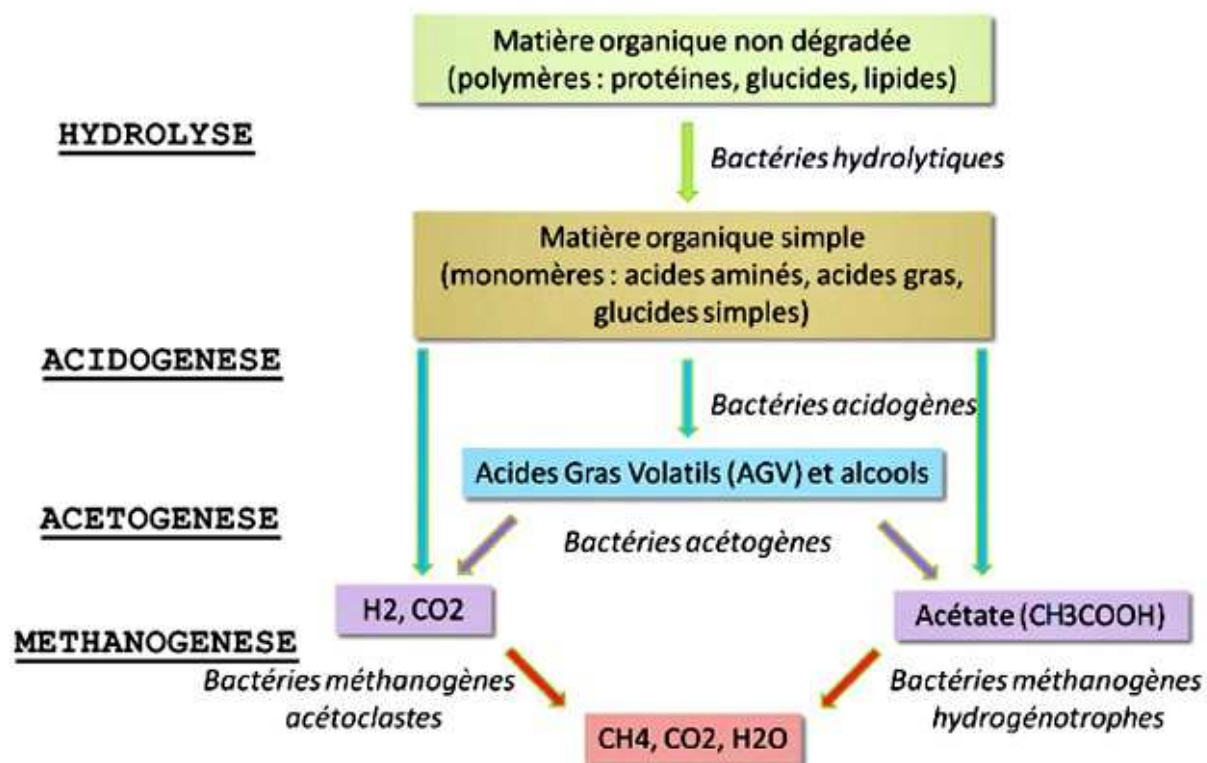 Matière organique non dégradée
(polymères : protéines, glucides, lipides)
HYDROLYSE
Bactéries hydrolytiques
Matière organique simple
(monomères : acides aminés, acides gras,
glucides simples)
ACIDOGENESE
Bactéries acidogènes
Acides Gras Volatils (AGV) et alcools
ACETOGENESE
Bactéries acétogènes
H2, CO2
Acétate (CH3COOH)
METHANOGENESE
Bactéries méthanogènes
acétoclastes
Bactéries méthanogènes
hydrogénotrophes
CH4, CO2, H2O